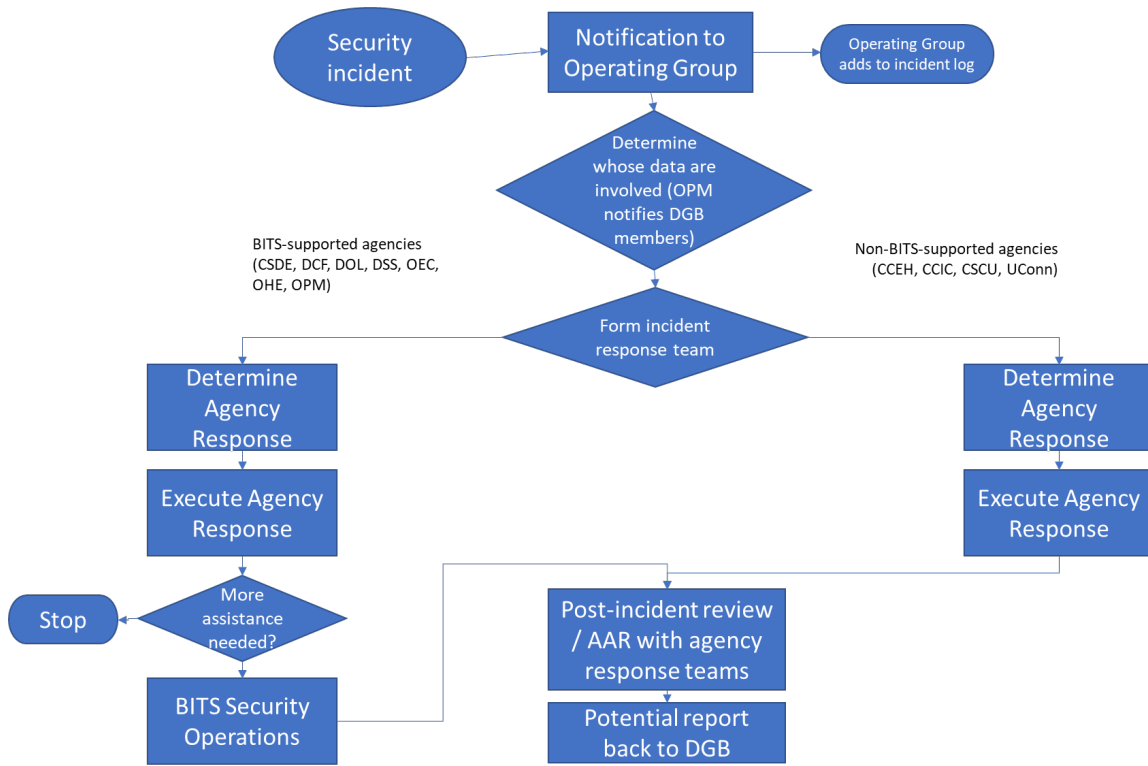 Security
incident
Notification to
Operating Group
Operating Group
adds to incident log
Determine
whose data are
involved (OPM
notifies DGB
members)
BITS-supported agencies
(CSDE, DCF, DOL, DSS, OEC,
OHE, OPM)
Non-BITS-supported agencies
(CCEH, CCIC, CSCU, UConn)
Form incident
response team
Determine
Agency
Response
Execute Agency
Response
More
assistance
needed?
Stop
BITS Security
Operations
Determine
Agency
Response
Execute Agency
Response
Post-incident review
/ AAR with agency
response teams
Potential report
back to DGB